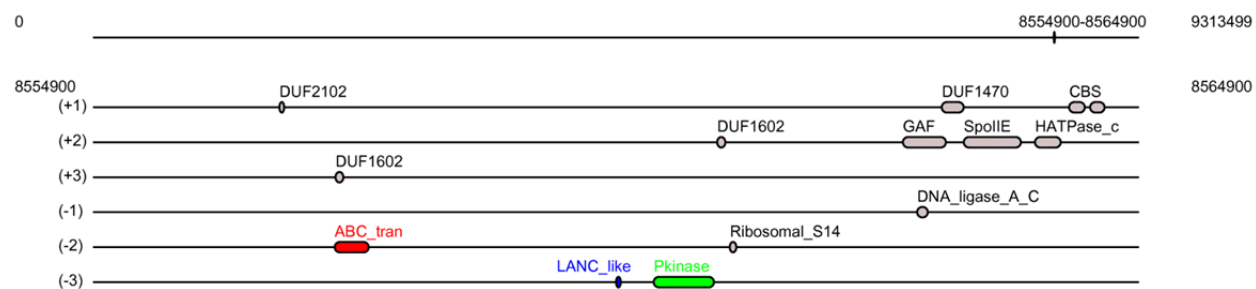 0 8554900-8564900 9313499
8554900 8564900
DUF2102 DUF1470 CBS
(+1)
DUF1602 GAF SpoIIE HATPase_c
(+2)
DUF1602
(+3)
DNA_ligase_A_C
(-1)
ABC_tran Ribosomal_S14
(-2)
LANC_like Pkinase
(-3)